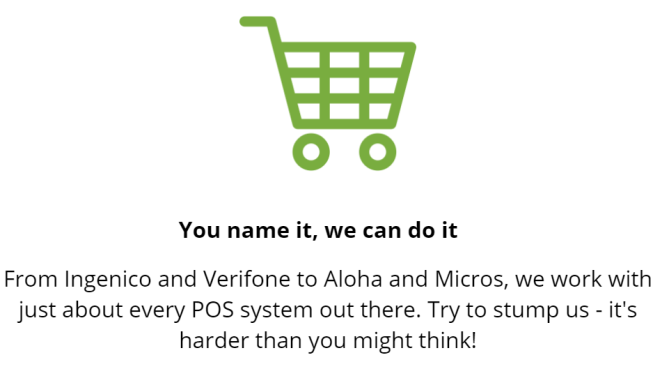 You name it, we can do it
From Ingenico and Verifone to Aloha and Micros, we work with
just about every POS system out there. Try to stump us - it's
harder than you might think!